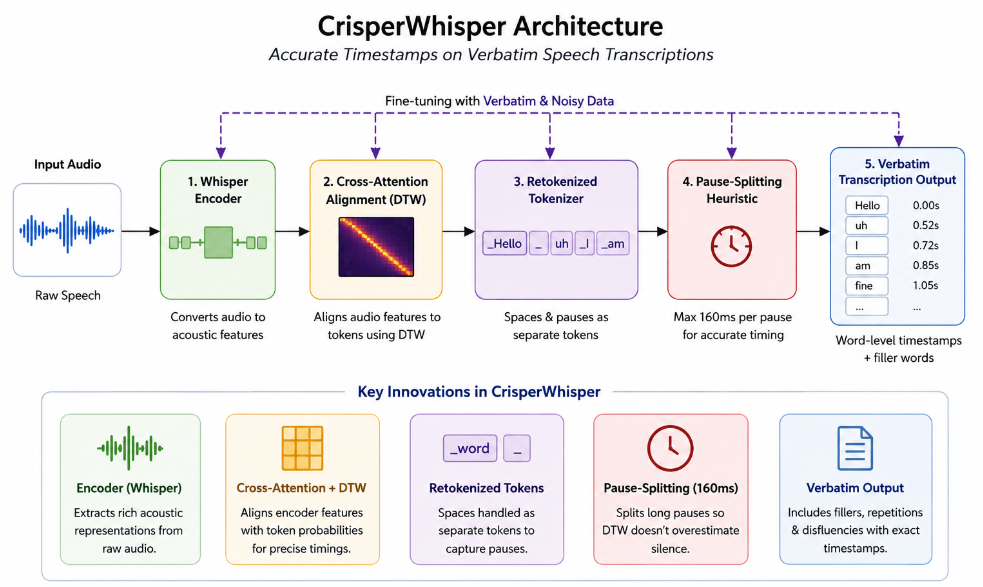 CrisperWhisper Architecture
Accurate Timestamps on Verbatim Speech Transcriptions
Fine-tuning with Verbatim & Noisy Data
Input Audio
Raw Speech
1. Whisper
Encoder
Converts audio to
acoustic features
2. Cross-Attention
Alignment (DTW)
Aligns audio features to
tokens using DTW
3. Retokenized
Tokenizer
_Hello _ uh _I _am
Spaces & pauses as
separate tokens
4. Pause-Splitting
Heuristic
Max 160ms per pause
for accurate timing
5. Verbatim
Transcription Output
Hello 0.00s
uh 0.52s
I 0.72s
am 0.85s
fine 1.05s
... ...
Word-level timestamps
+ filler words
Key Innovations in CrisperWhisper
Encoder (Whisper)
Extracts rich acoustic
representations from
raw audio.
Cross-Attention + DTW
Aligns encoder features
with token probabilities
for precise timings.
_word _
Retokenized Tokens
Spaces handled as
separate tokens to
capture pauses.
Pause-Splitting (160ms)
Splits long pauses so
DTW doesn't overestimate
silence.
Verbatim Output
Includes fillers, repetitions
& disfluencies with exact
timestamps.